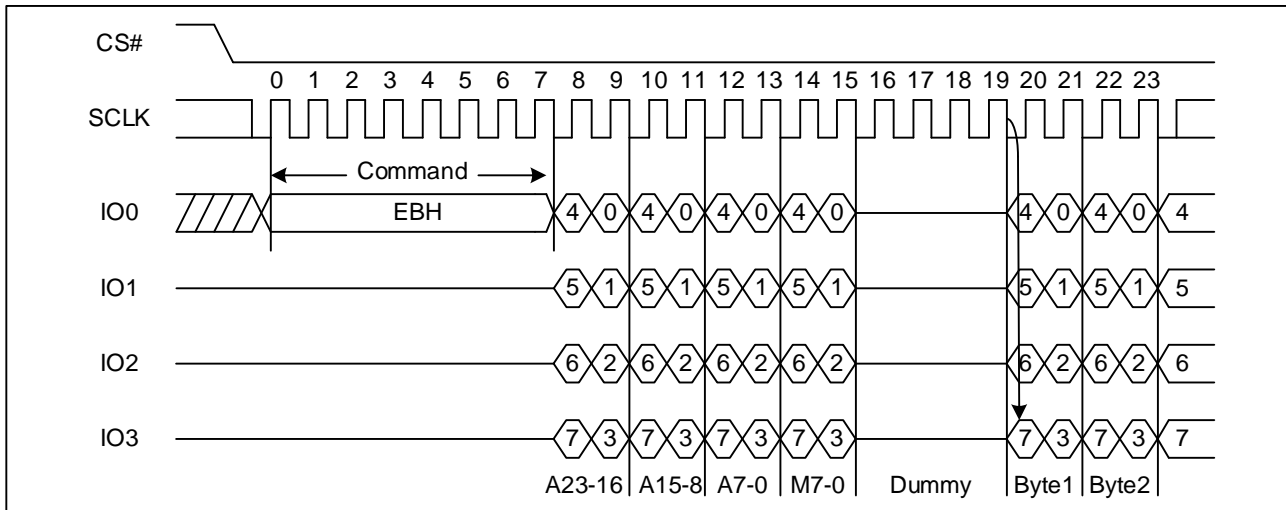 CS#
0 1 2 3 4 5 6 7 8 9 10 11 12 13 14 15 16 17 18 19 20 21 22 23
SCLK
Command
IO0 EBH 4 0 4 0 4 0 4 0 4 0 4 0 4
IO1 5 1 5 1 5 1 5 1 5 1 5 1 5
IO2 6 2 6 2 6 2 6 2 6 2 6 2 6
IO3 7 3 7 3 7 3 7 3 7 3 7 3 7
A23-16 A15-8 A7-0 M7-0 Dummy Byte1 Byte2